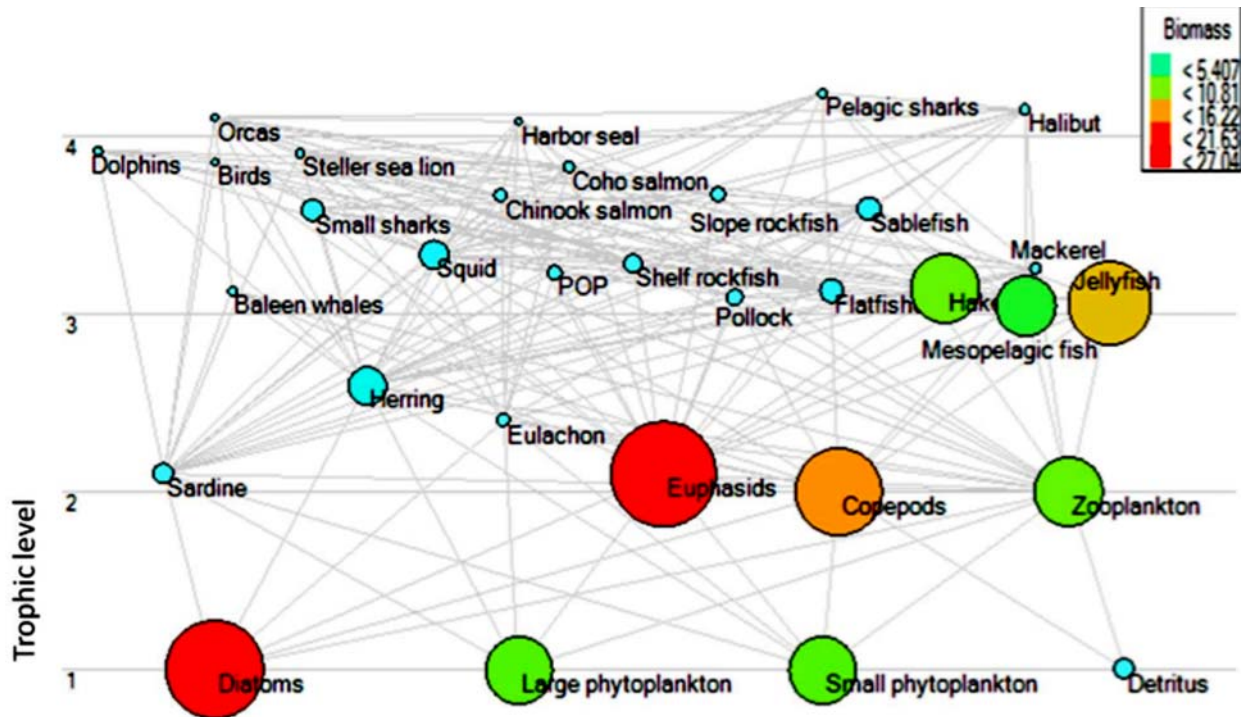 Biomass
< 5.407
< 10.81
< 16.22
< 21.63
< 27.04
Pelagic sharks
Halibut
Orcas
Harbor seal
4
Dolphins
Birds
Steller sea lion
Coho salmon
Chinook salmon
Slope rockfish
Small sharks
Sablefish
Mackerel
Squid
Shelf rockfish
Jellyfish
POP
Baleen whales
Flatfish
Hake
3
Pollock
Mesopelagic fish
Herring
Eulachon
Sardine
Euphasids
Copepods
Zooplankton
2
Trophic level
1
Diatoms
Large phytoplankton
Small phytoplankton
Detritus